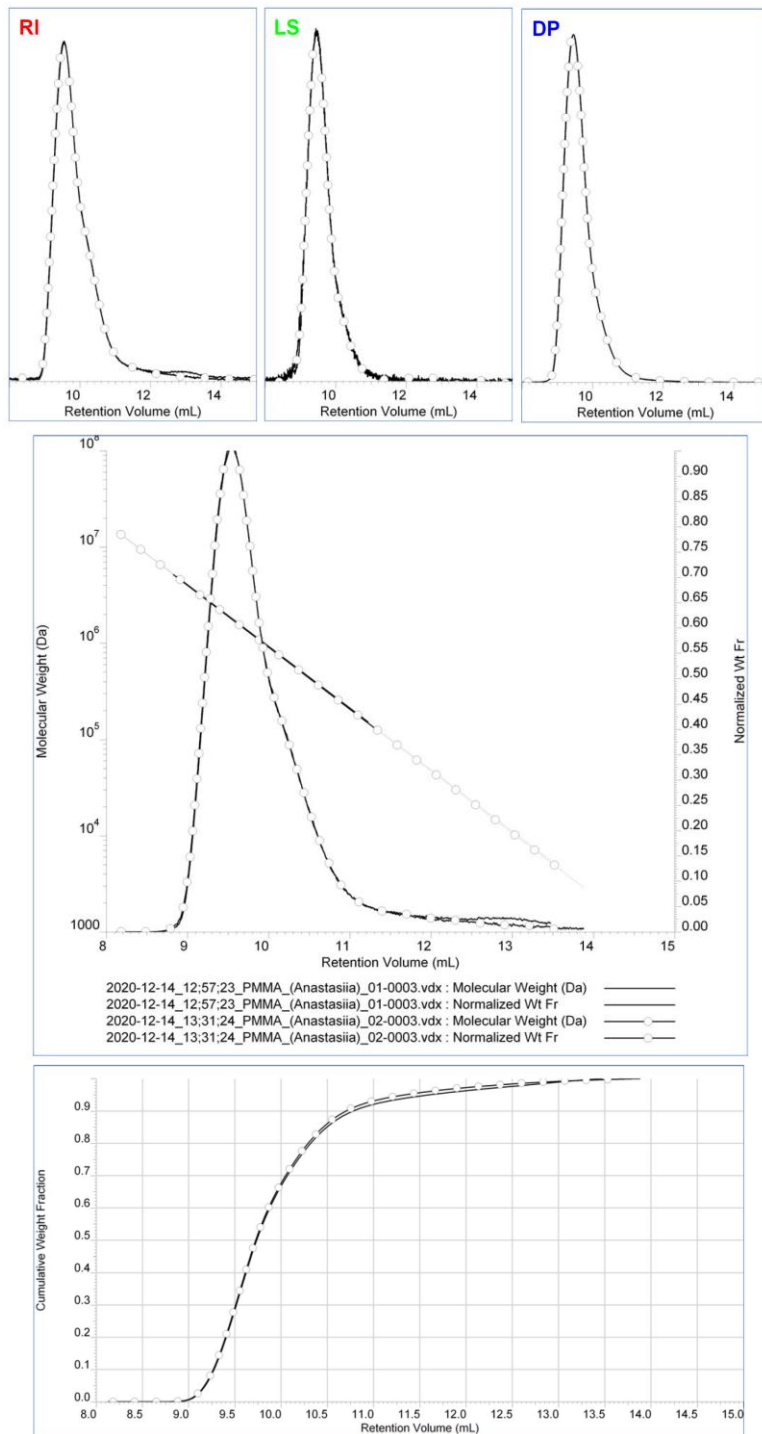 RI
LS
DP
10 12 14
Retention Volume (mL)
10 12 14
Retention Volume (mL)
10 12 14
Retention Volume (mL)
10⁸
10⁷
10⁶
10⁵
10⁴
1000
Molecular Weight (Da)
0.90
0.85
0.80
0.75
0.70
0.65
0.60
0.55
0.50
0.45
0.40
0.35
0.30
0.25
0.20
0.15
0.10
0.05
0.00
Normalized Wt Fr
8 9 10 11 12 13 14 15
Retention Volume (mL)
2020-12-14_12;57;23_PMMA_(Anastasiia)_01-0003.vdx : Molecular Weight (Da)
2020-12-14_12;57;23_PMMA_(Anastasiia)_01-0003.vdx : Normalized Wt Fr
2020-12-14_13;31;24_PMMA_(Anastasiia)_02-0003.vdx : Molecular Weight (Da)
2020-12-14_13;31;24_PMMA_(Anastasiia)_02-0003.vdx : Normalized Wt Fr
0.9
0.8
0.7
0.6
0.5
0.4
0.3
0.2
0.1
0.0
Cumulative Weight Fraction
8.0 8.5 9.0 9.5 10.0 10.5 11.0 11.5 12.0 12.5 13.0 13.5 14.0 14.5 15.0
Retention Volume (mL)